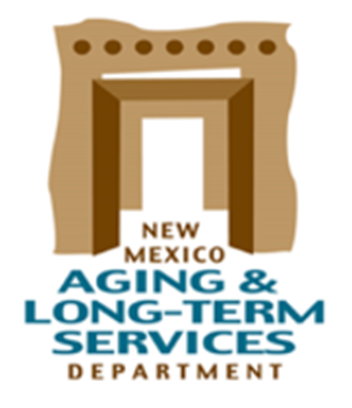 NEW
MEXICO
AGING &
LONG-TERM
SERVICES
DEPARTMENT